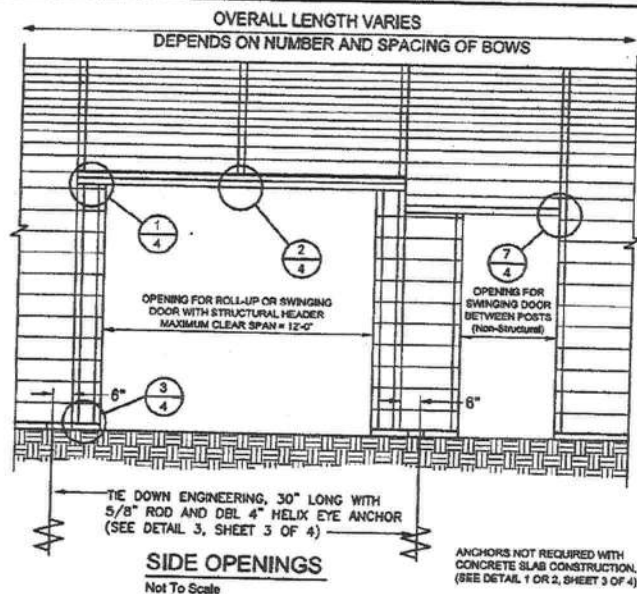 OVERALL LENGTH VARIES
DEPENDS ON NUMBER AND SPACING OF BOWS
1
4
2
4
7
4
OPENING FOR ROLL-UP OR SWINGING
DOOR WITH STRUCTURAL HEADER
MAXIMUM CLEAR SPAN = 12'-0"
OPENING FOR
SWINGING DOOR
BETWEEN POSTS
(Non-Structural)
6"
3
4
6"
TIE DOWN ENGINEERING, 30" LONG WITH
5/8" ROD AND DBL 4" HELIX EYE ANCHOR
(SEE DETAIL 3, SHEET 3 OF 4)
SIDE OPENINGS
Not To Scale
ANCHORS NOT REQUIRED WITH
CONCRETE SLAB CONSTRUCTION,
(SEE DETAIL 1 OR 2, SHEET 3 OF 4)